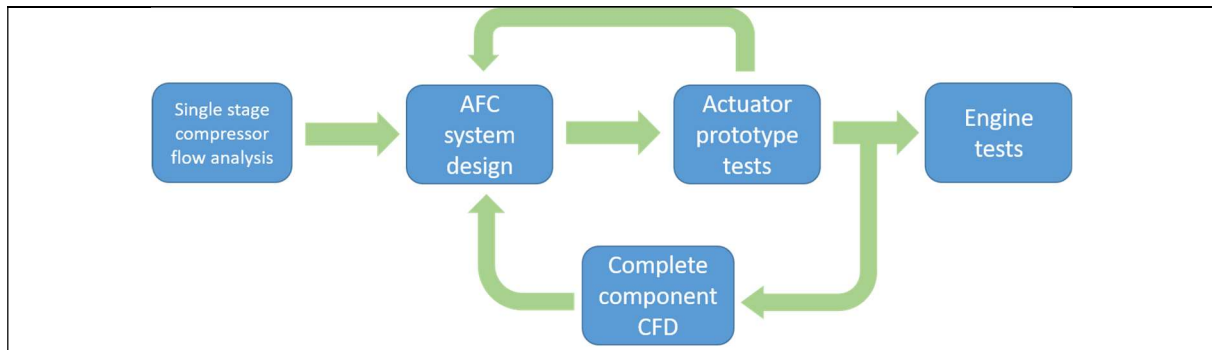 Single stage
compressor
flow analysis
AFC
system
design
Actuator
prototype
tests
Engine
tests
Complete
component
CFD